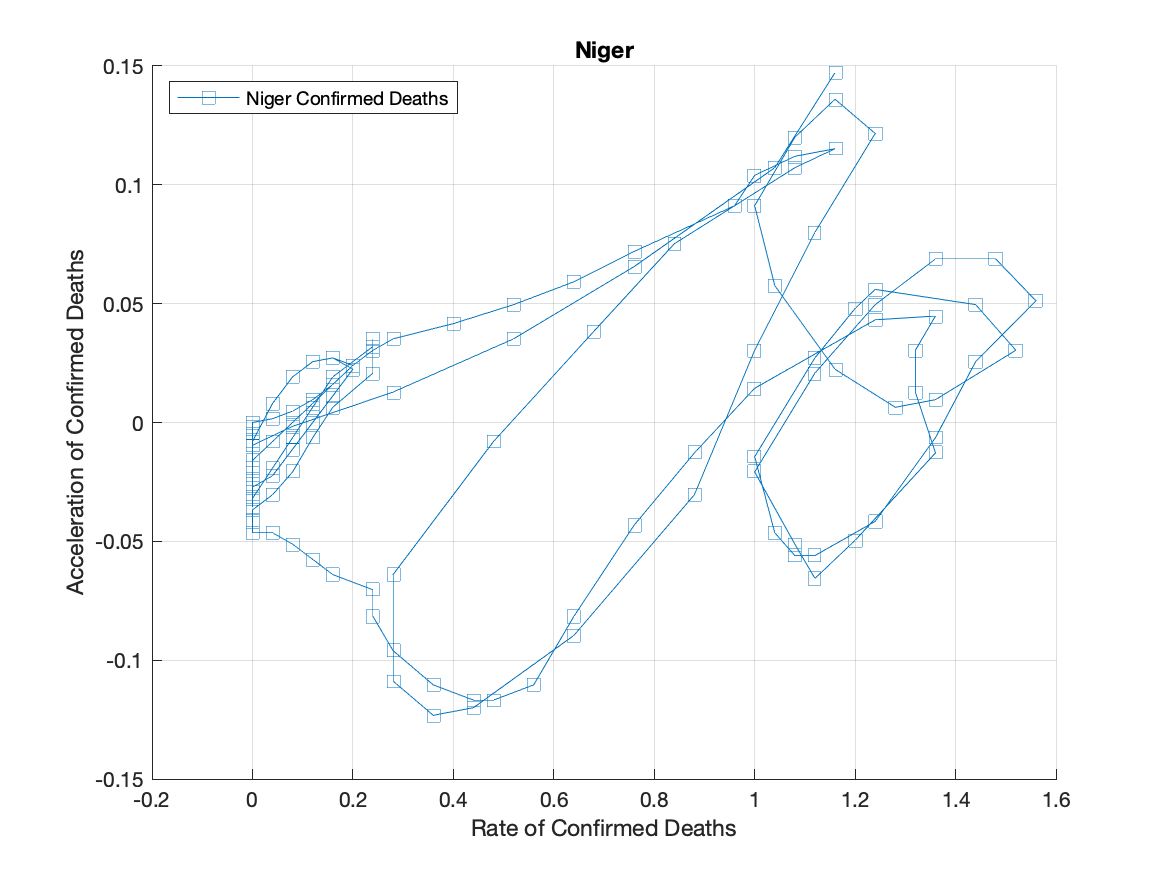 Niger
0.15
Niger Confirmed Deaths
0.1
0.05
0
-0.05
-0.1
-0.15
Acceleration of Confirmed Deaths
-0.2 0 0.2 0.4 0.6 0.8 1 1.2 1.4 1.6
Rate of Confirmed Deaths